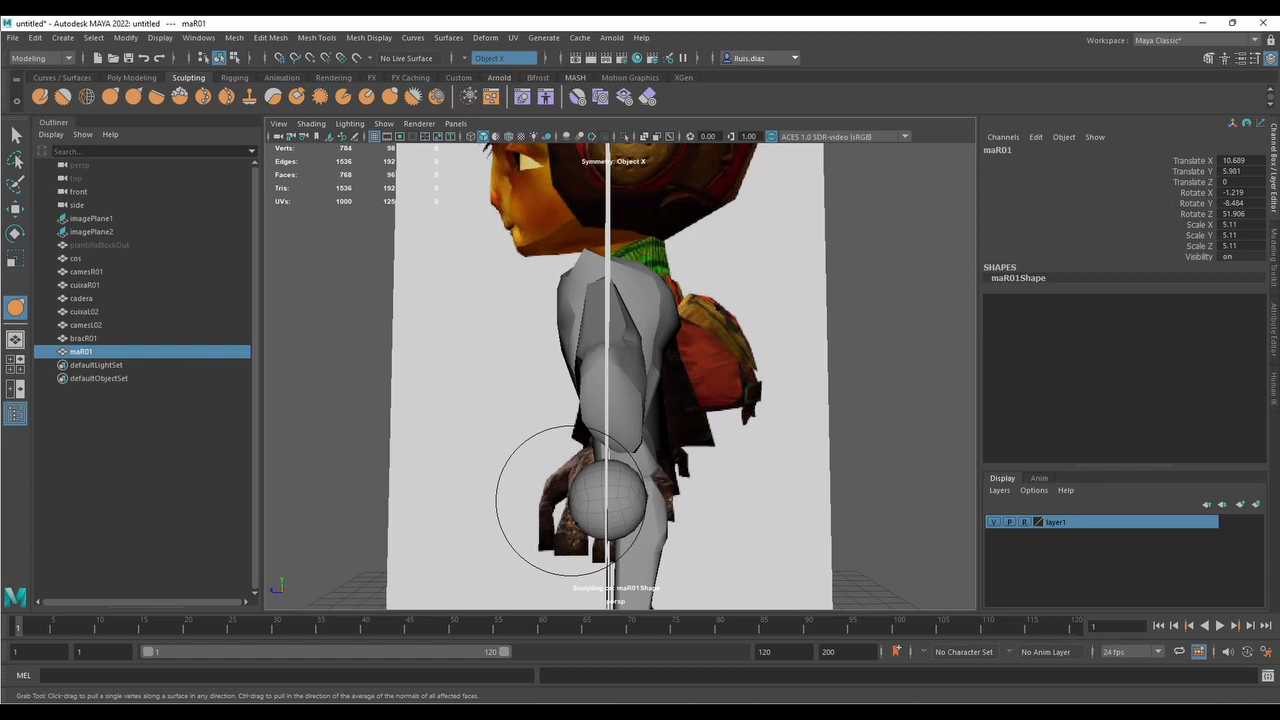 untitled* - Autodesk MAYA 2022: untitled --- maR01
File Edit Create Select Modify Display Windows Mesh Edit Mesh Mesh Tools Mesh Display Curves Surfaces Deform UV Generate Cache Arnold Help
Workspace : Maya Classic*
Modeling No Live Surface Object X lluis.diaz
Curves / Surfaces Poly Modeling Sculpting Rigging Animation Rendering FX FX Caching Custom Arnold Bifrost MASH Motion Graphics XGen
Outliner
Display Show Help
Search...
persp
top
front
side
imagePlane1
imagePlane2
plantillaBlockOut
cos
camesR01
cuixaR01
cadera
cuixaL02
camesL02
bracR01
maR01
defaultLightSet
defaultObjectSet
View Shading Lighting Show Renderer Panels
0.00 1.00 ACES 1.0 SDR-video (sRGB)
Verts: 784 98 0
Edges: 1536 192 0
Faces: 768 96 0
Tris: 1536 192 0
UVs: 1000 125 0
Symmetry: Object X
persp
Channels Edit Object Show
maR01
Translate X 10.689
Translate Y 5.981
Translate Z 0
Rotate X -1.219
Rotate Y -8.484
Rotate Z 51.906
Scale X 5.11
Scale Y 5.11
Scale Z 5.11
Visibility on
SHAPES
maR01Shape
Channel Box / Layer Editor
Modeling Toolkit
Attribute Editor
Human IK
Display Anim
Layers Options Help
V P R layer1
1 5 10 15 20 25 30 35 40 45 50 55 60 65 70 75 80 85 90 95 100 105 110 115 120 1
1 1 1 120 120 200 No Character Set No Anim Layer 24 fps
MEL
Grab Tool: Click-drag to pull a single vertex along a surface in any direction. Ctrl-drag to pull in the direction of the average of the normals of all affected faces.